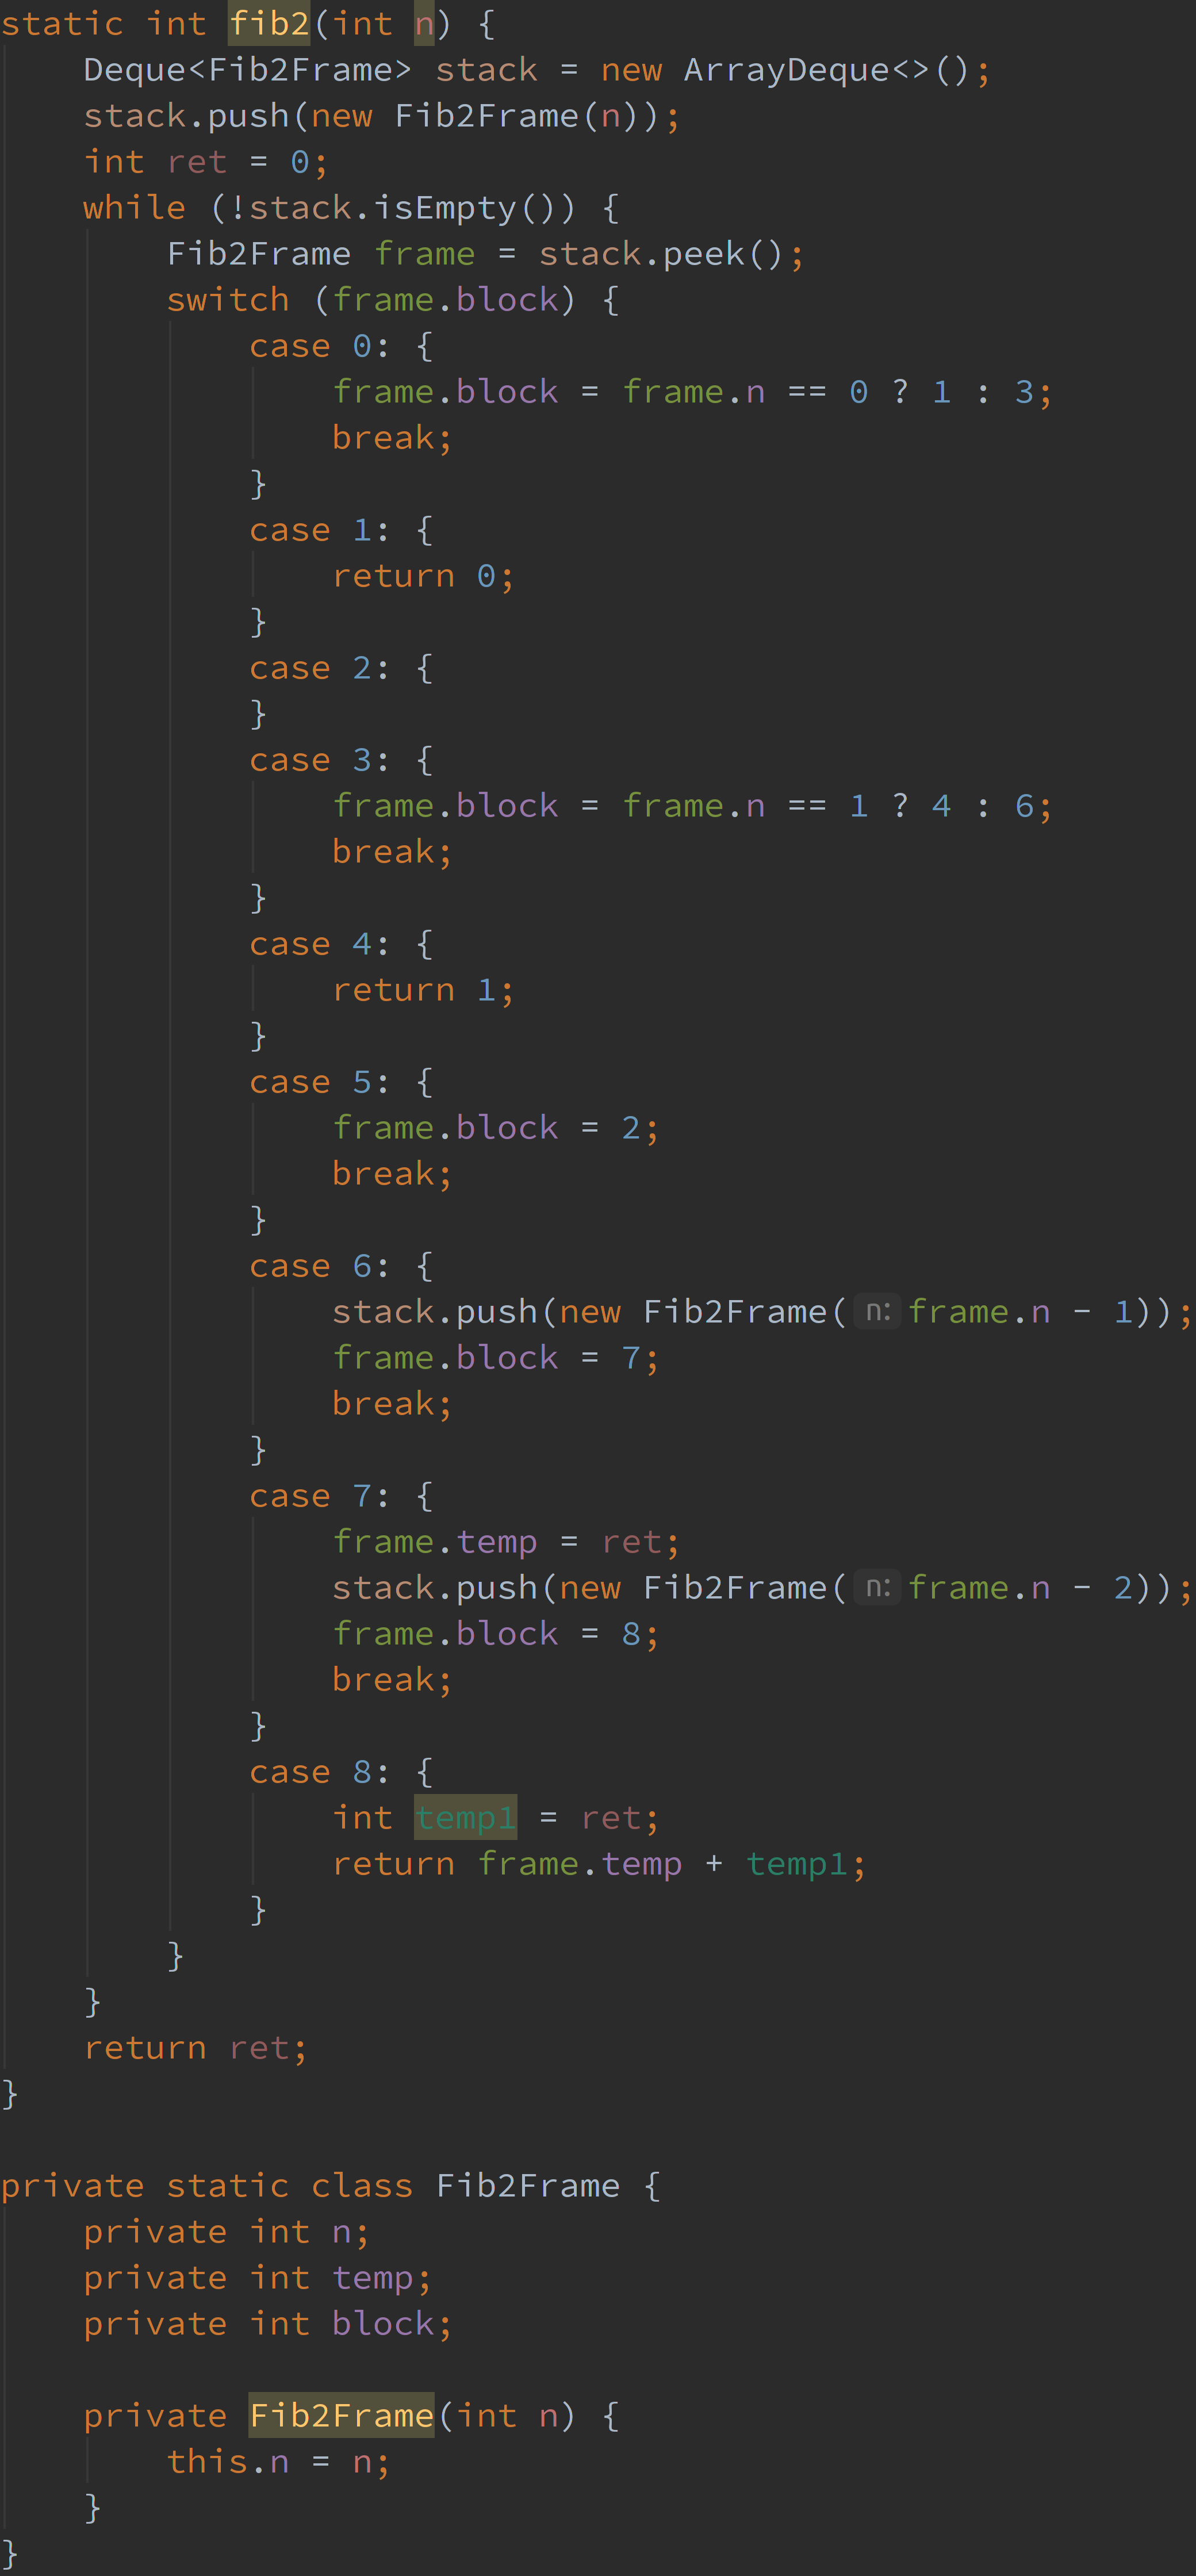 static int fib2(int n) {
    Deque<Fib2Frame> stack = new ArrayDeque<>();
    stack.push(new Fib2Frame(n));
    int ret = 0;
    while (!stack.isEmpty()) {
        Fib2Frame frame = stack.peek();
        switch (frame.block) {
            case 0: {
                frame.block = frame.n == 0 ? 1 : 3;
                break;
            }
            case 1: {
                return 0;
            }
            case 2: {
            }
            case 3: {
                frame.block = frame.n == 1 ? 4 : 6;
                break;
            }
            case 4: {
                return 1;
            }
            case 5: {
                frame.block = 2;
                break;
            }
            case 6: {
                stack.push(new Fib2Frame( n: frame.n - 1));
                frame.block = 7;
                break;
            }
            case 7: {
                frame.temp = ret;
                stack.push(new Fib2Frame( n: frame.n - 2));
                frame.block = 8;
                break;
            }
            case 8: {
                int temp1 = ret;
                return frame.temp + temp1;
            }
        }
    }
    return ret;
}

private static class Fib2Frame {
    private int n;
    private int temp;
    private int block;

    private Fib2Frame(int n) {
        this.n = n;
    }
}